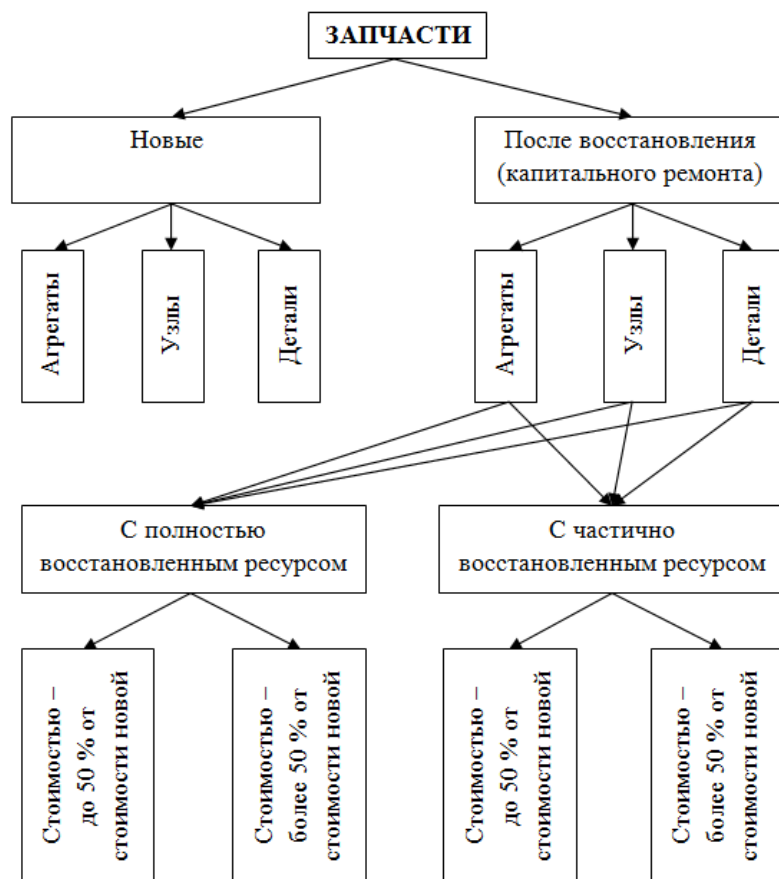 ЗАПЧАСТИ
Новые
После восстановления
(капитального ремонта)
Агрегаты
Узлы
Детали
Агрегаты
Узлы
Детали
С полностью
восстановленным ресурсом
С частично
восстановленным ресурсом
Стоимостью –
до 50 % от
стоимости новой
Стоимостью –
более 50 % от
стоимости новой
Стоимостью –
до 50 % от
стоимости новой
Стоимостью –
более 50 % от
стоимости новой